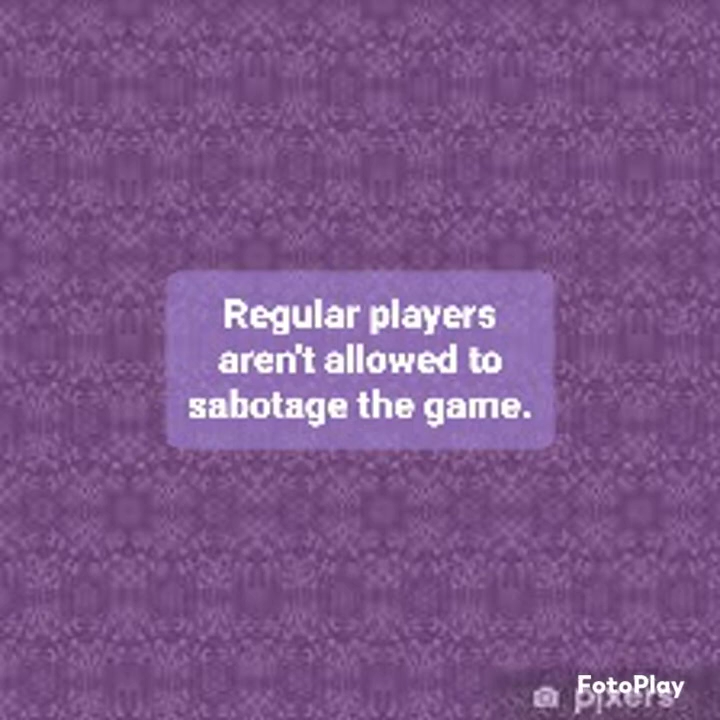 Regular players
aren't allowed to
sabotage the game.
FotoPlay
pixers